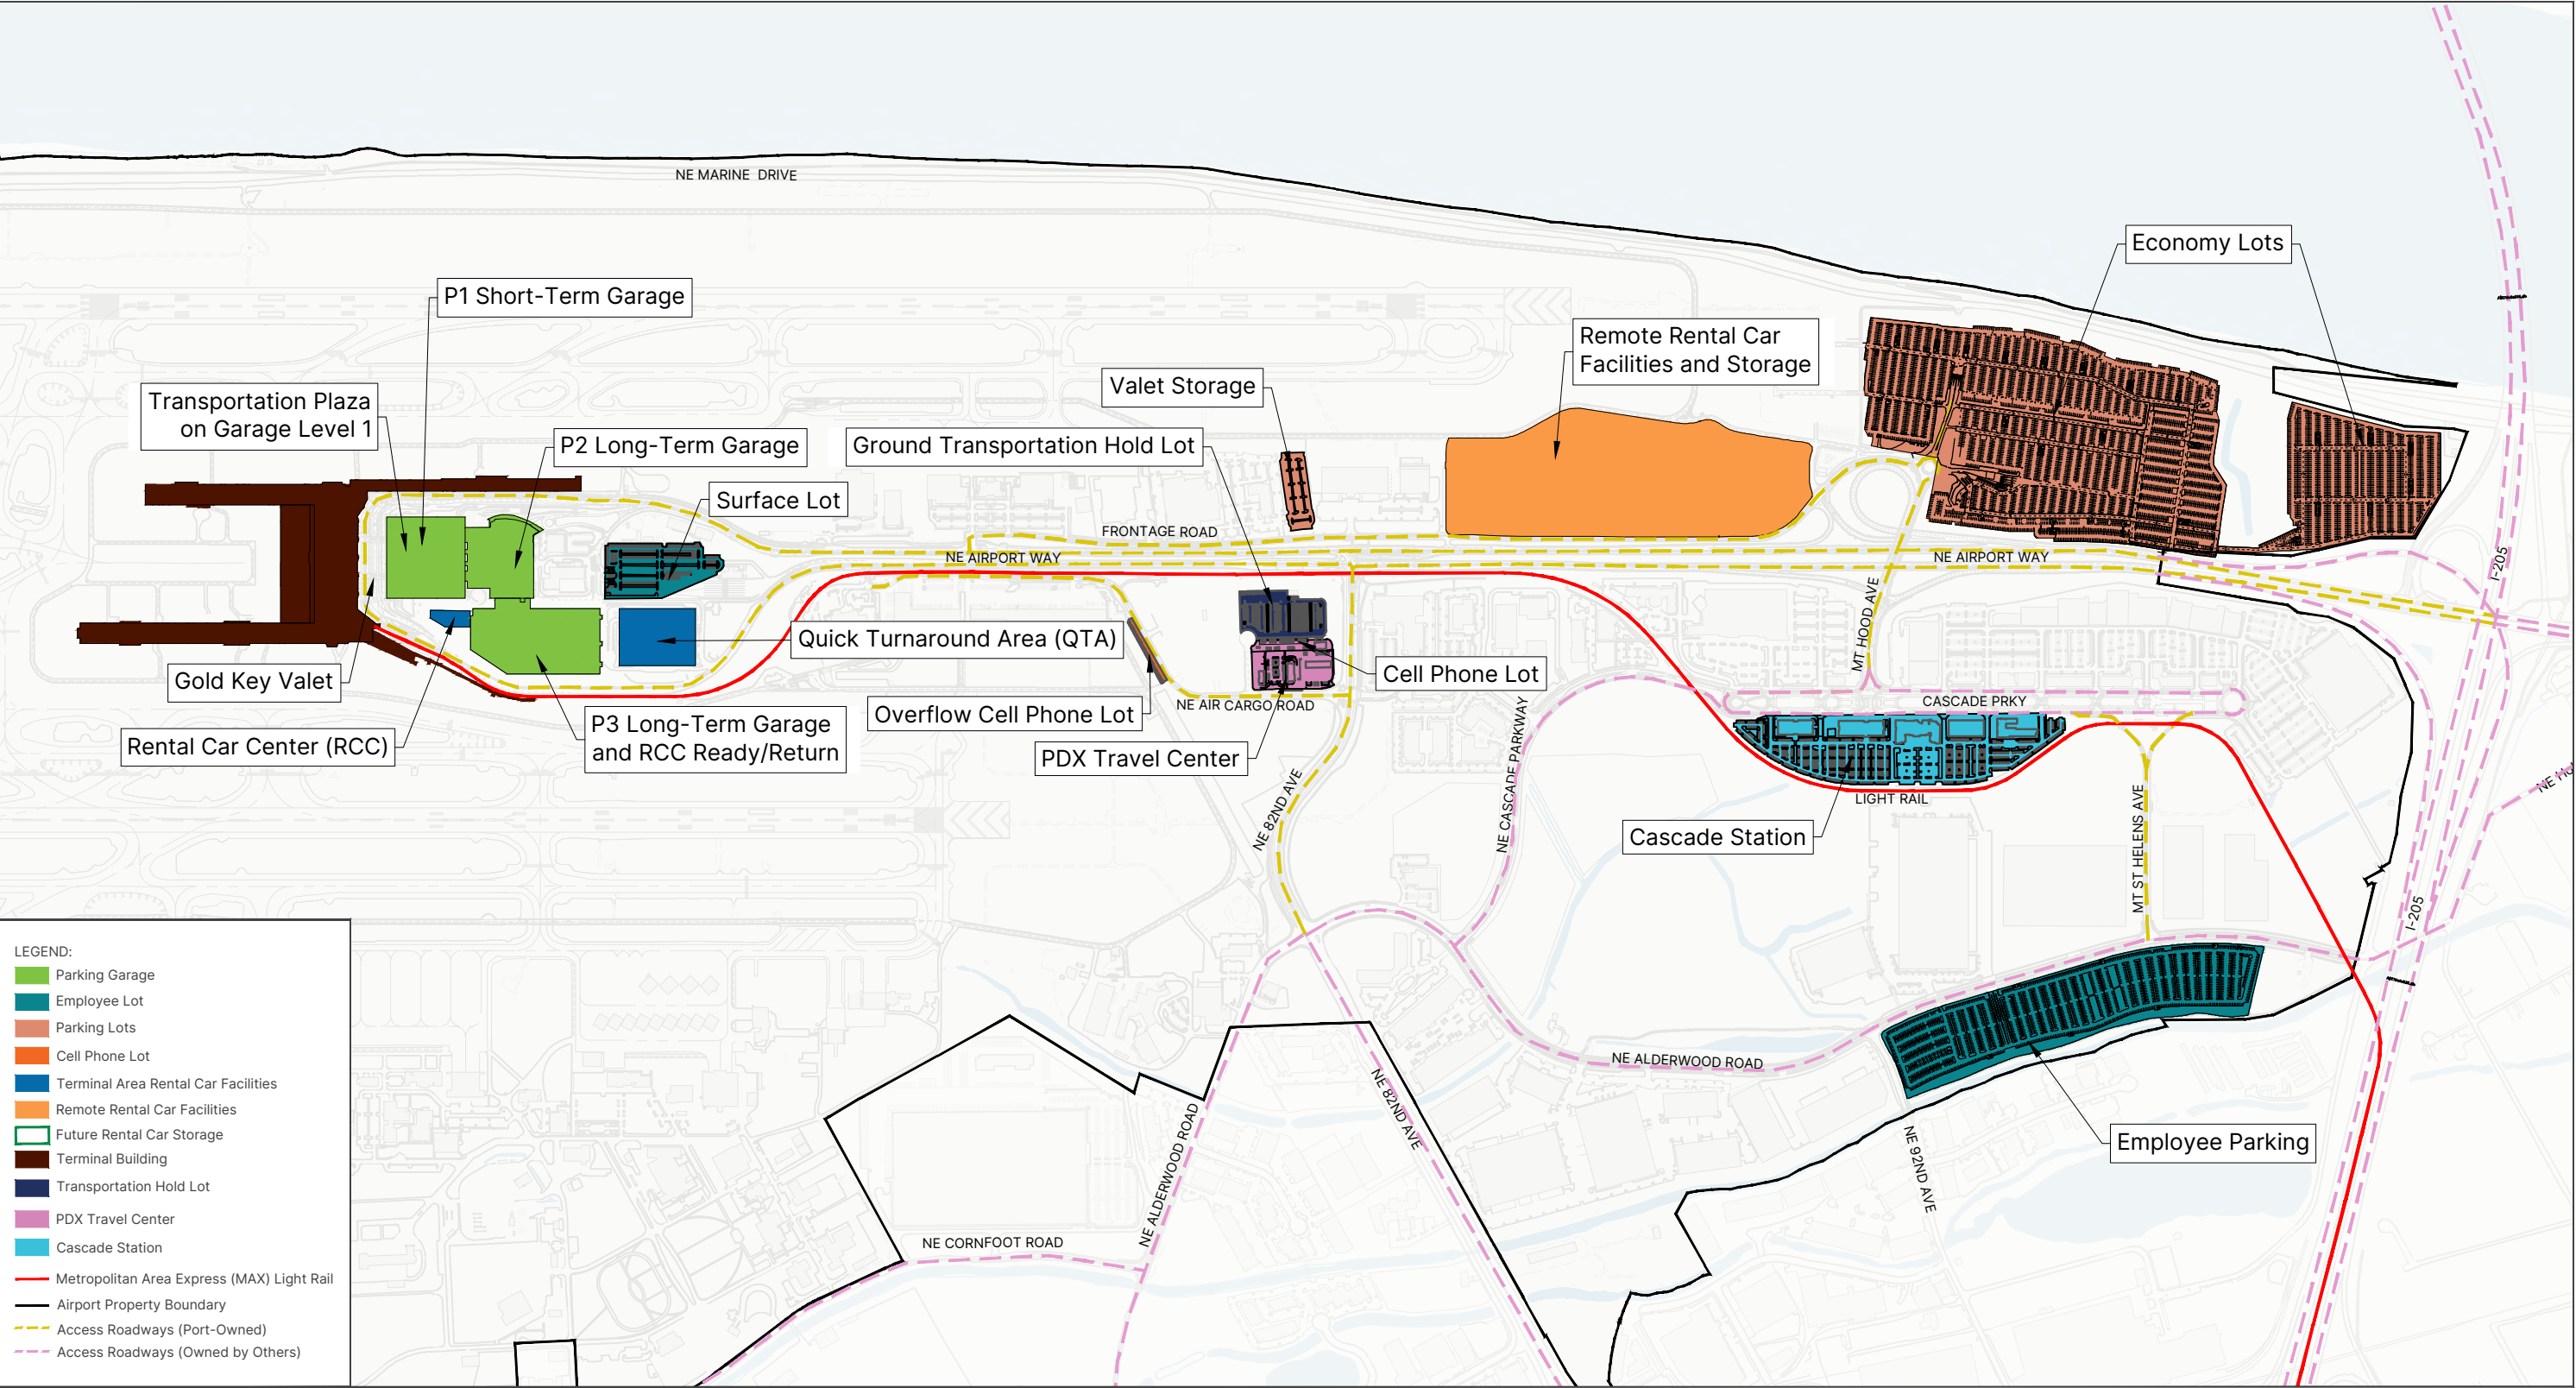 NE MARINE DRIVE
Economy Lots
P1 Short-Term Garage
Remote Rental Car
Facilities and Storage
Valet Storage
Transportation Plaza
on Garage Level 1
P2 Long-Term Garage
Ground Transportation Hold Lot
Surface Lot
FRONTAGE ROAD
NE AIRPORT WAY
NE AIRPORT WAY
I-205
MT HOOD AVE
Quick Turnaround Area (QTA)
Cell Phone Lot
Gold Key Valet
Overflow Cell Phone Lot
NE AIR CARGO ROAD
CASCADE PRKY
P3 Long-Term Garage
and RCC Ready/Return
Rental Car Center (RCC)
PDX Travel Center
NE CASCADE PARKWAY
NE 82ND AVE
LIGHT RAIL
Cascade Station
MT ST HELENS AVE
I-205
NE ALDERWOOD ROAD
NE 82ND AVE
NE ALDERWOOD ROAD
Employee Parking
NE 92ND AVE
NE CORNFOOT ROAD
LEGEND:
Parking Garage
Employee Lot
Parking Lots
Cell Phone Lot
Terminal Area Rental Car Facilities
Remote Rental Car Facilities
Future Rental Car Storage
Terminal Building
Transportation Hold Lot
PDX Travel Center
Cascade Station
Metropolitan Area Express (MAX) Light Rail
Airport Property Boundary
Access Roadways (Port-Owned)
Access Roadways (Owned by Others)